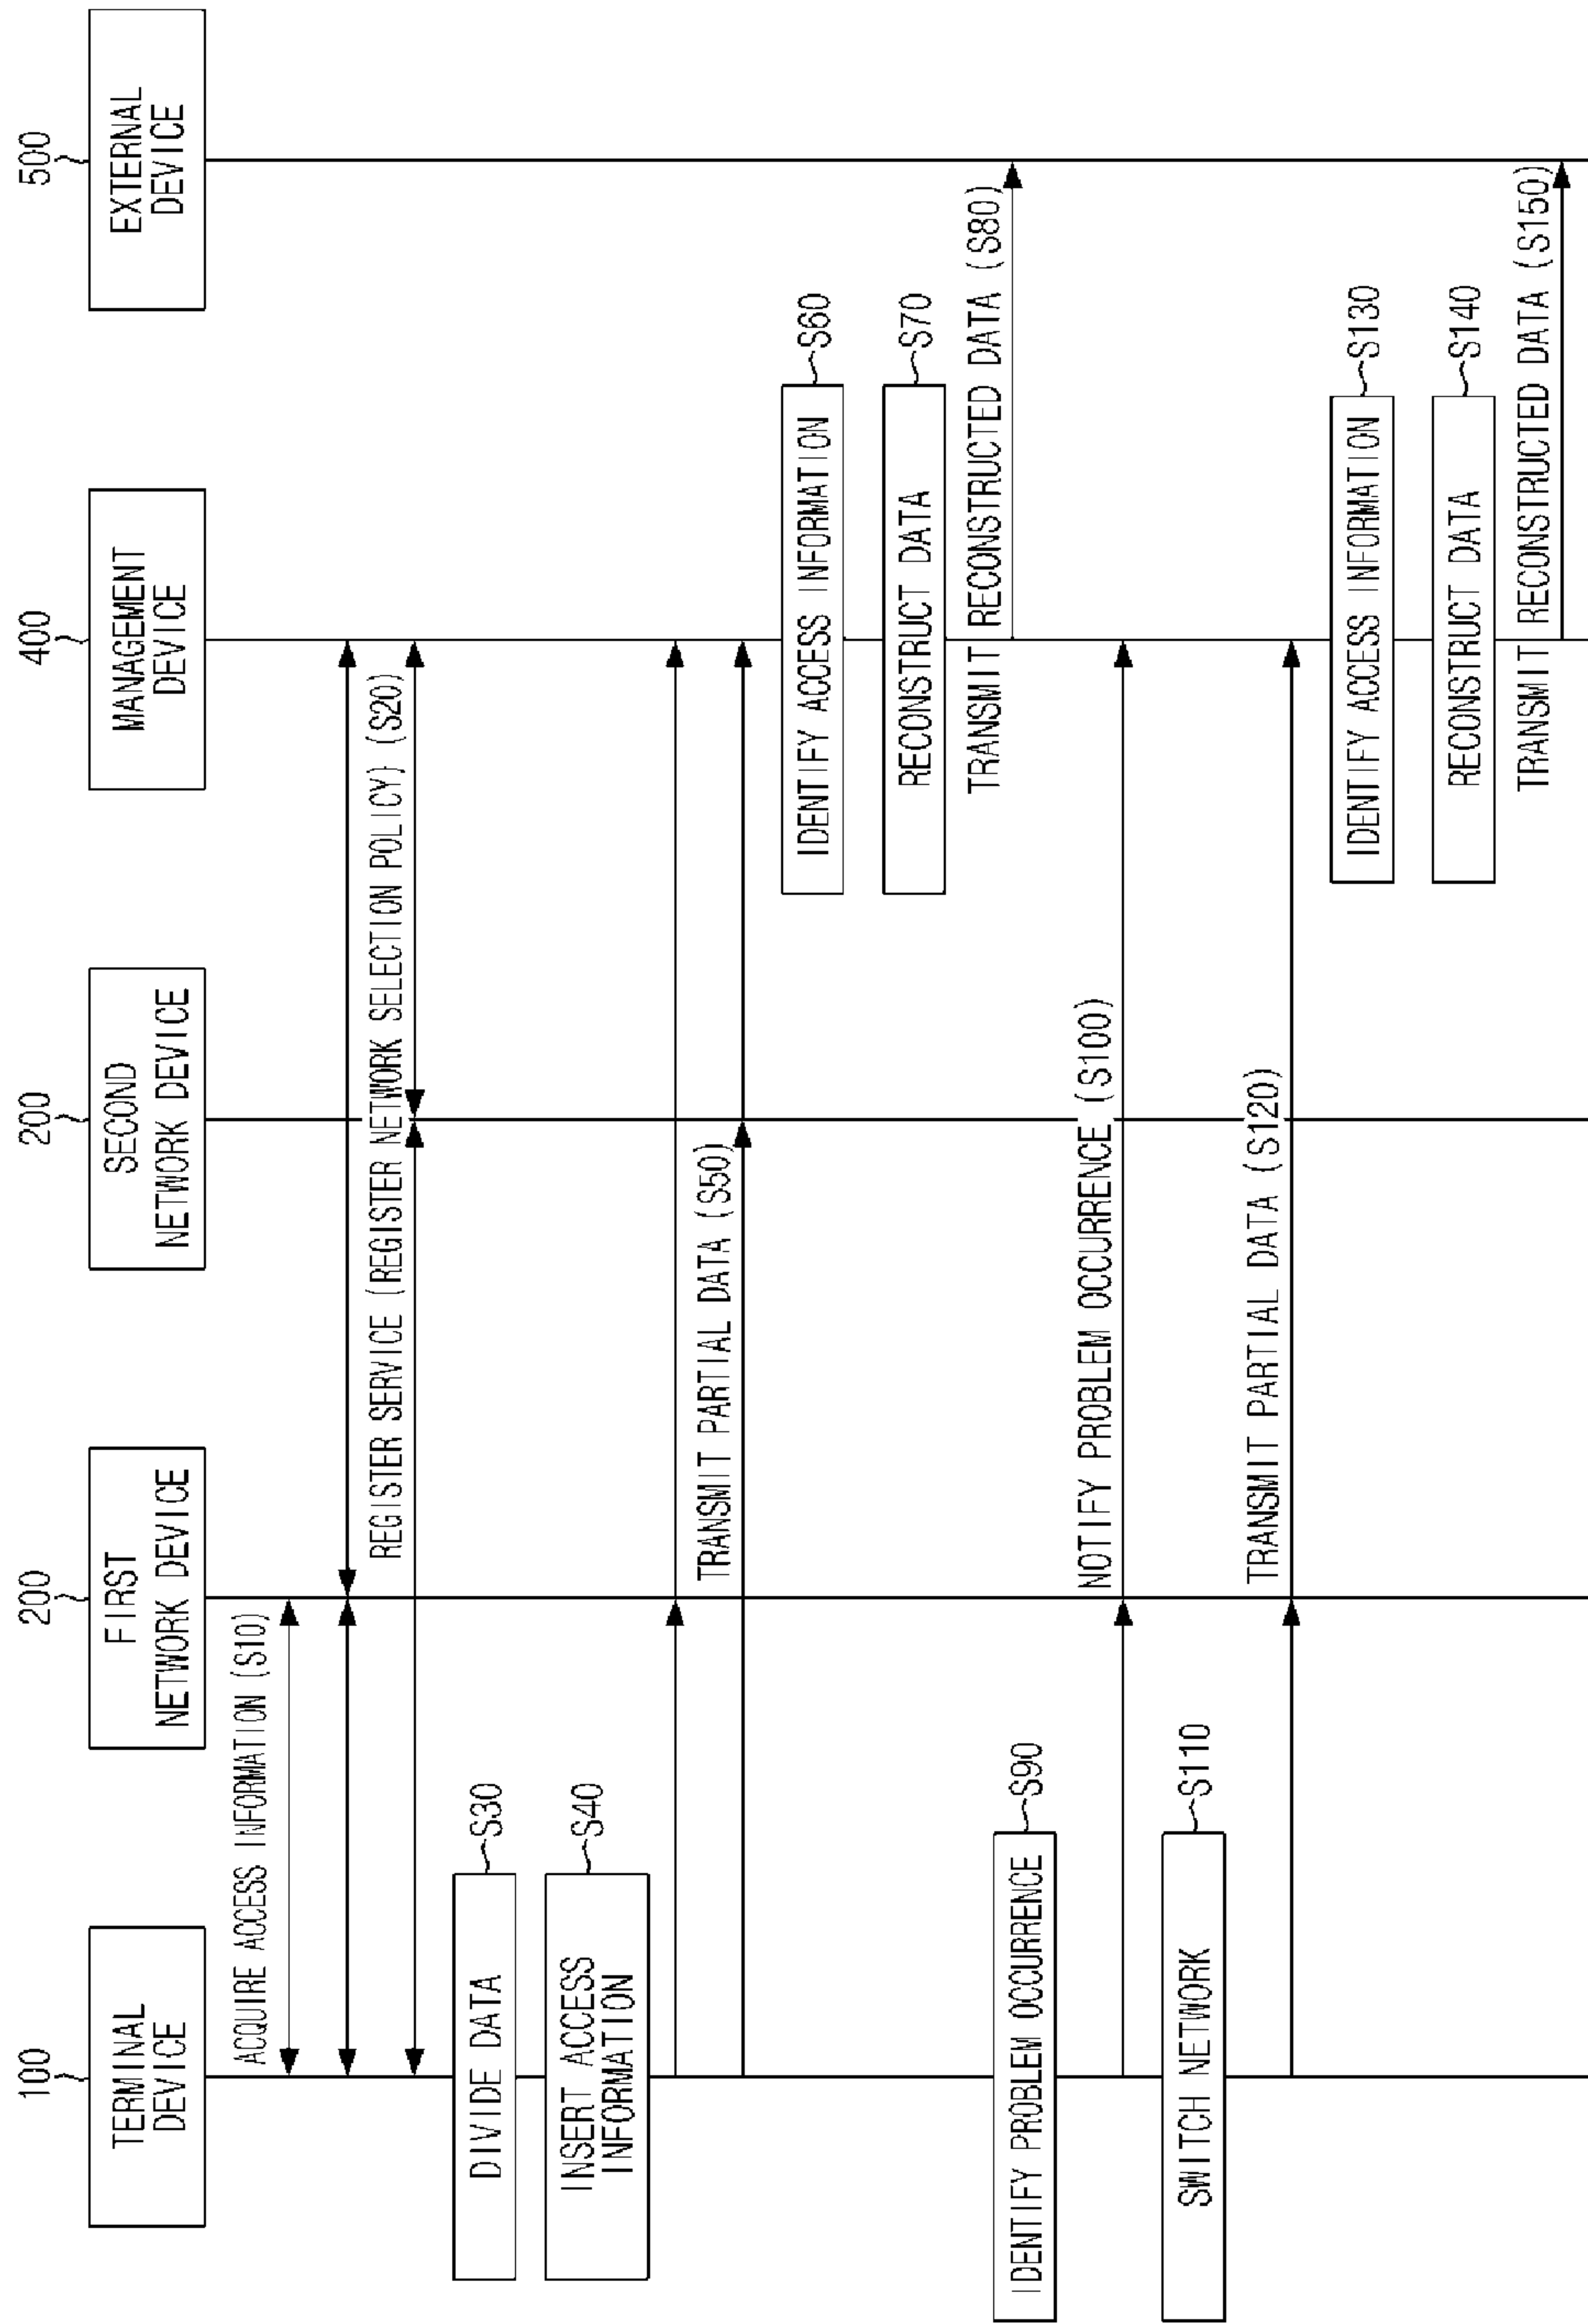 100
TERMINAL
DEVICE
200
FIRST
NETWORK DEVICE
200
SECOND
NETWORK DEVICE
400
MANAGEMENT
DEVICE
500
EXTERNAL
DEVICE
ACQUIRE ACCESS INFORMATION (S10)
REGISTER SERVICE (REGISTER NETWORK SELECTION POLICY) (S20)
DIVIDE DATA
S30
INSERT ACCESS
INFORMATION
S40
TRANSMIT PARTIAL DATA (S50)
IDENTIFY ACCESS INFORMATION
S60
RECONSTRUCT DATA
S70
TRANSMIT RECONSTRUCTED DATA (S80)
IDENTIFY PROBLEM OCCURRENCE
S90
NOTIFY PROBLEM OCCURRENCE (S100)
SWITCH NETWORK
S110
TRANSMIT PARTIAL DATA (S120)
IDENTIFY ACCESS INFORMATION
S130
RECONSTRUCT DATA
S140
TRANSMIT RECONSTRUCTED DATA (S150)